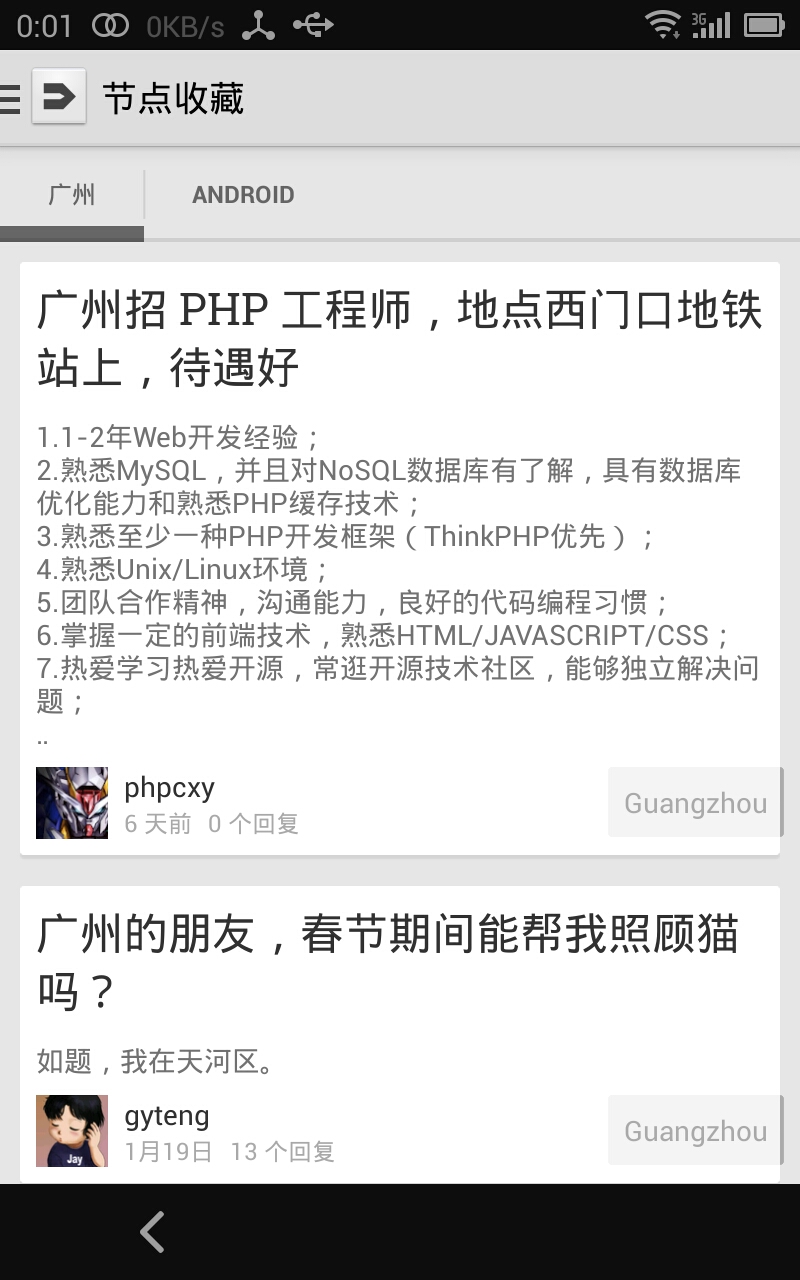 0:01 0KB/s 3G
节点收藏
广州 ANDROID
广州招 PHP 工程师，地点西门口地铁
站上，待遇好
1.1-2年Web开发经验；
2.熟悉MySQL，并且对NoSQL数据库有了解，具有数据库
优化能力和熟悉PHP缓存技术；
3.熟悉至少一种PHP开发框架（ThinkPHP优先）；
4.熟悉Unix/Linux环境；
5.团队合作精神，沟通能力，良好的代码编程习惯；
6.掌握一定的前端技术，熟悉HTML/JAVASCRIPT/CSS；
7.热爱学习热爱开源，常逛开源技术社区，能够独立解决问
题；
..
phpcxy
6 天前 0 个回复
Guangzhou
广州的朋友，春节期间能帮我照顾猫
吗？
如题，我在天河区。
Jay
gyteng
1月19日 13 个回复
Guangzhou